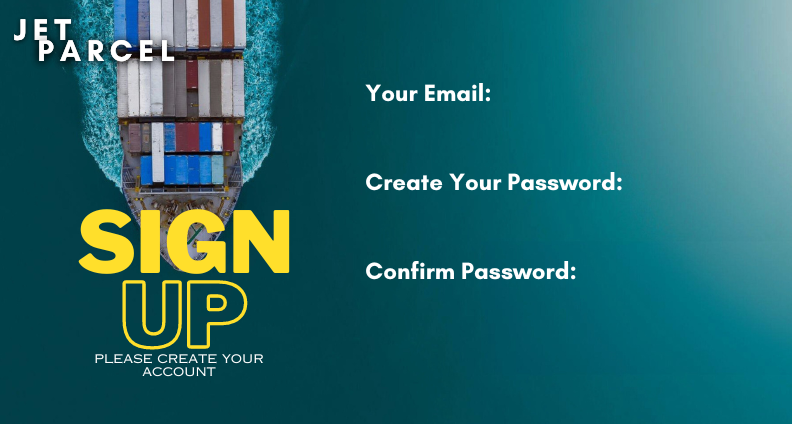 JET
PARCEL
Your Email:
Create Your Password:
Confirm Password:
SIGN
UP
PLEASE CREATE YOUR
ACCOUNT